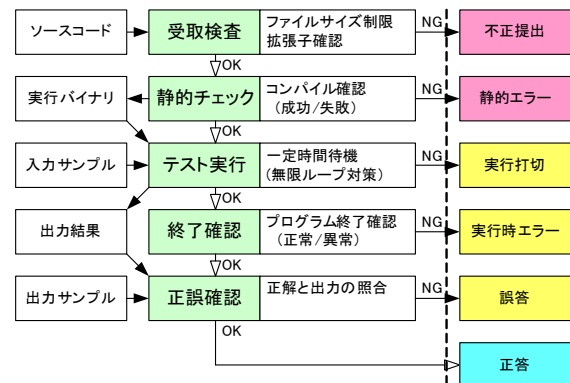 ソースコード
受取検査
ファイルサイズ制限
拡張子確認
NG
不正提出
OK
実行バイナリ
静的チェック
コンパイル確認
(成功/失敗)
NG
静的エラー
OK
入力サンプル
テスト実行
一定時間待機
(無限ループ対策)
NG
実行打切
OK
出力結果
終了確認
プログラム終了確認
(正常/異常)
NG
実行時エラー
OK
出力サンプル
正誤確認
正解と出力の照合
NG
誤答
OK
正答